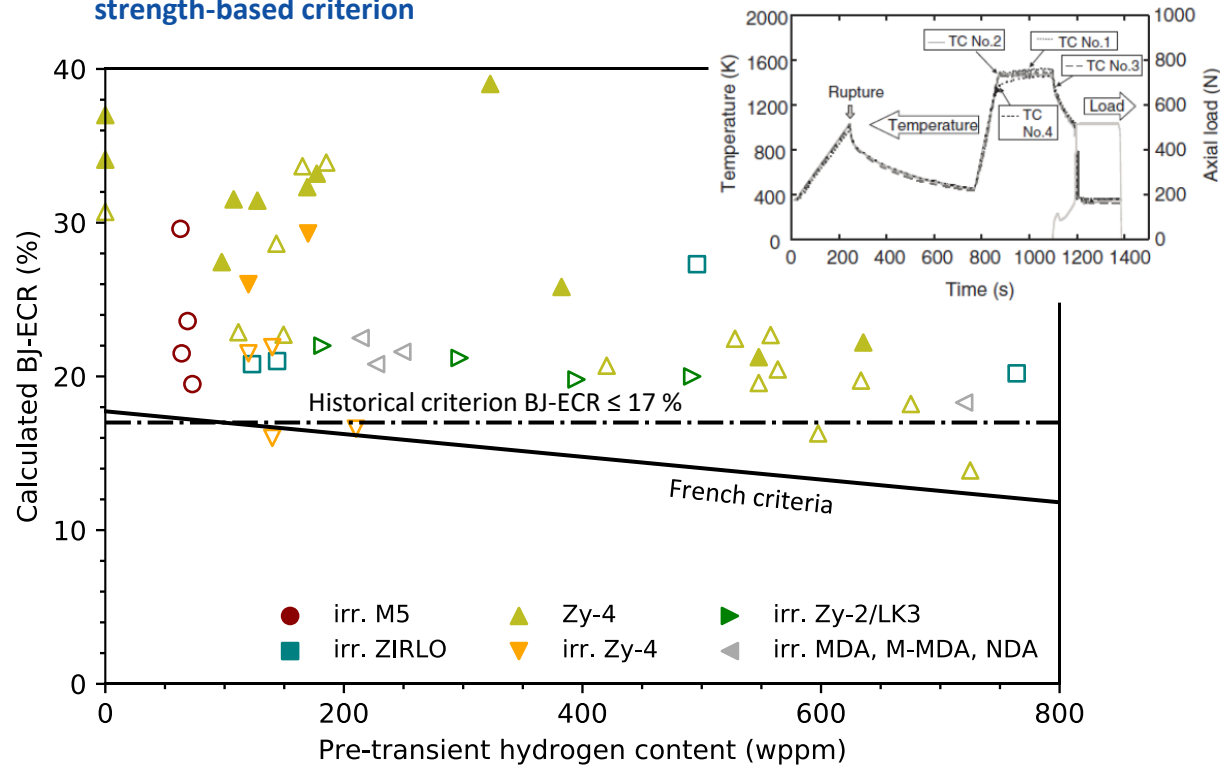 strength-based criterion
40
30
20
10
0
Calculated BJ-ECR (%)
0
200
400
600
800
Pre-transient hydrogen content (wppm)
Historical criterion BJ-ECR ≤ 17 %
French criteria
irr. M5
irr. ZIRLO
Zy-4
irr. Zy-4
irr. Zy-2/LK3
irr. MDA, M-MDA, NDA
2000
1600
1200
800
400
0
Temperature (K)
1000
800
600
400
200
0
Axial load (N)
TC No.2
TC No.1
TC No.3
TC
No.4
Rupture
Temperature
Load
0
200
400
600
800
1000
1200
1400
Time (s)